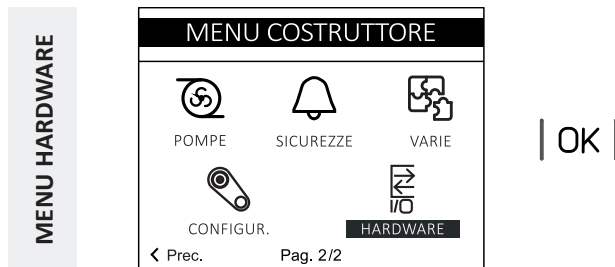 MENU HARDWARE
MENU COSTRUTTORE
POMPE SICUREZZE VARIE
I/O
CONFIGUR. HARDWARE
Prec. Pag. 2/2
OK